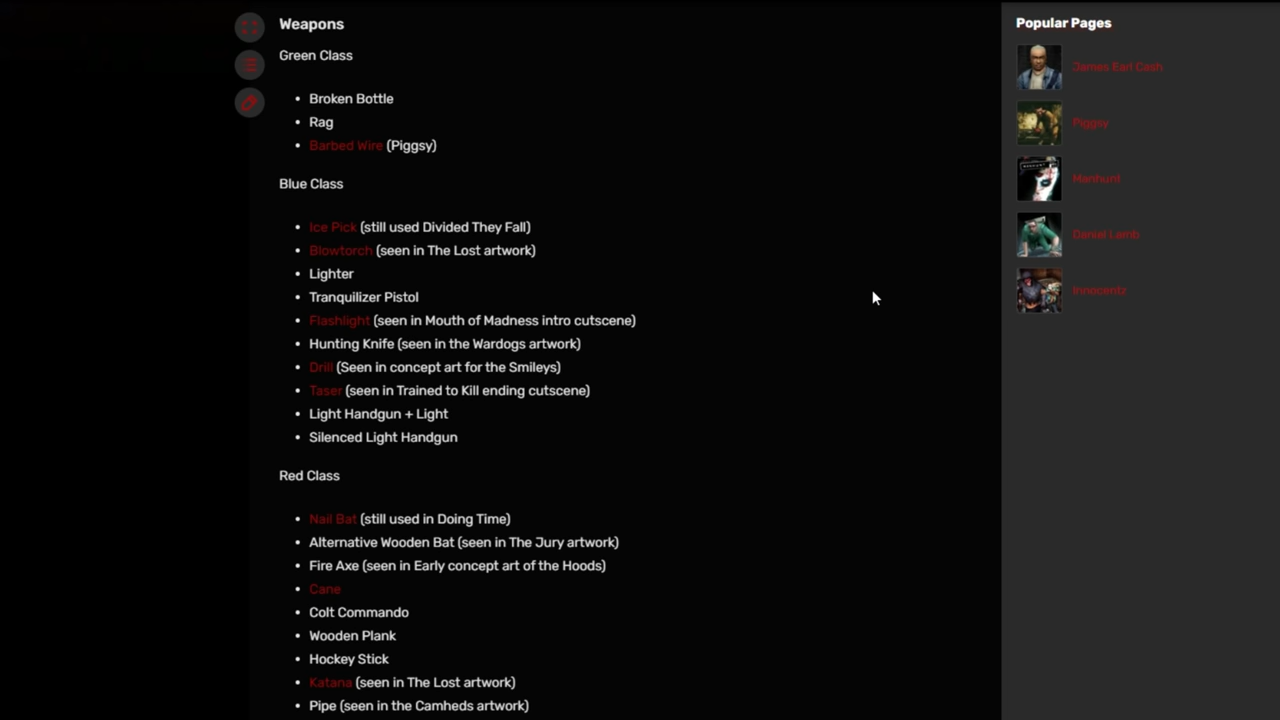 Weapons
Green Class
Broken Bottle
Rag
Barbed Wire (Piggsy)
Blue Class
Ice Pick (still used Divided They Fall)
Blowtorch (seen in The Lost artwork)
Lighter
Tranquilizer Pistol
Flashlight (seen in Mouth of Madness intro cutscene)
Hunting Knife (seen in the Wardogs artwork)
Drill (Seen in concept art for the Smileys)
Taser (seen in Trained to Kill ending cutscene)
Light Handgun + Light
Silenced Light Handgun
Red Class
Nail Bat (still used in Doing Time)
Alternative Wooden Bat (seen in The Jury artwork)
Fire Axe (seen in Early concept art of the Hoods)
Cane
Colt Commando
Wooden Plank
Hockey Stick
Katana (seen in The Lost artwork)
Pipe (seen in the Camheds artwork)
Popular Pages
James Earl Cash
Piggsy
Manhunt
Daniel Lamb
Innocentz